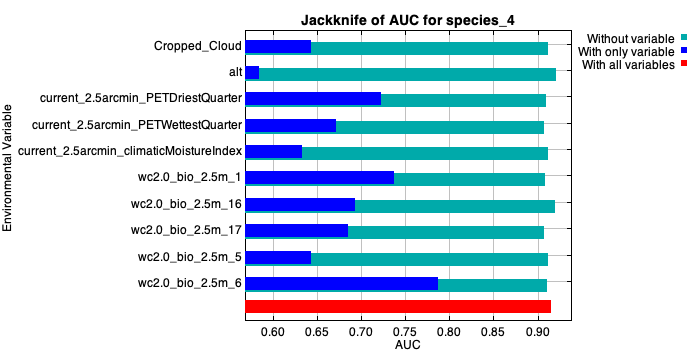 Jackknife of AUC for species_4
Without variable
With only variable
With all variables
Environmental Variable
Cropped_Cloud
alt
current_2.5arcmin_PETDriestQuarter
current_2.5arcmin_PETWettestQuarter
current_2.5arcmin_climaticMoistureIndex
wc2.0_bio_2.5m_1
wc2.0_bio_2.5m_16
wc2.0_bio_2.5m_17
wc2.0_bio_2.5m_5
wc2.0_bio_2.5m_6
0.60 0.65 0.70 0.75 0.80 0.85 0.90
AUC